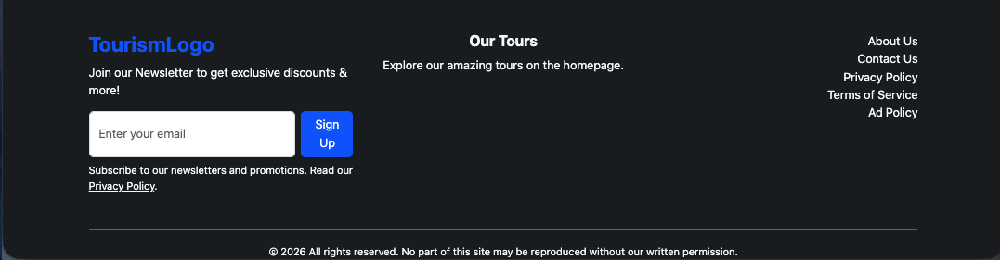 TourismLogo
Join our Newsletter to get exclusive discounts &
more!
Enter your email
Sign
Up
Subscribe to our newsletters and promotions. Read our
Privacy Policy.
Our Tours
Explore our amazing tours on the homepage.
About Us
Contact Us
Privacy Policy
Terms of Service
Ad Policy
© 2026 All rights reserved. No part of this site may be reproduced without our written permission.